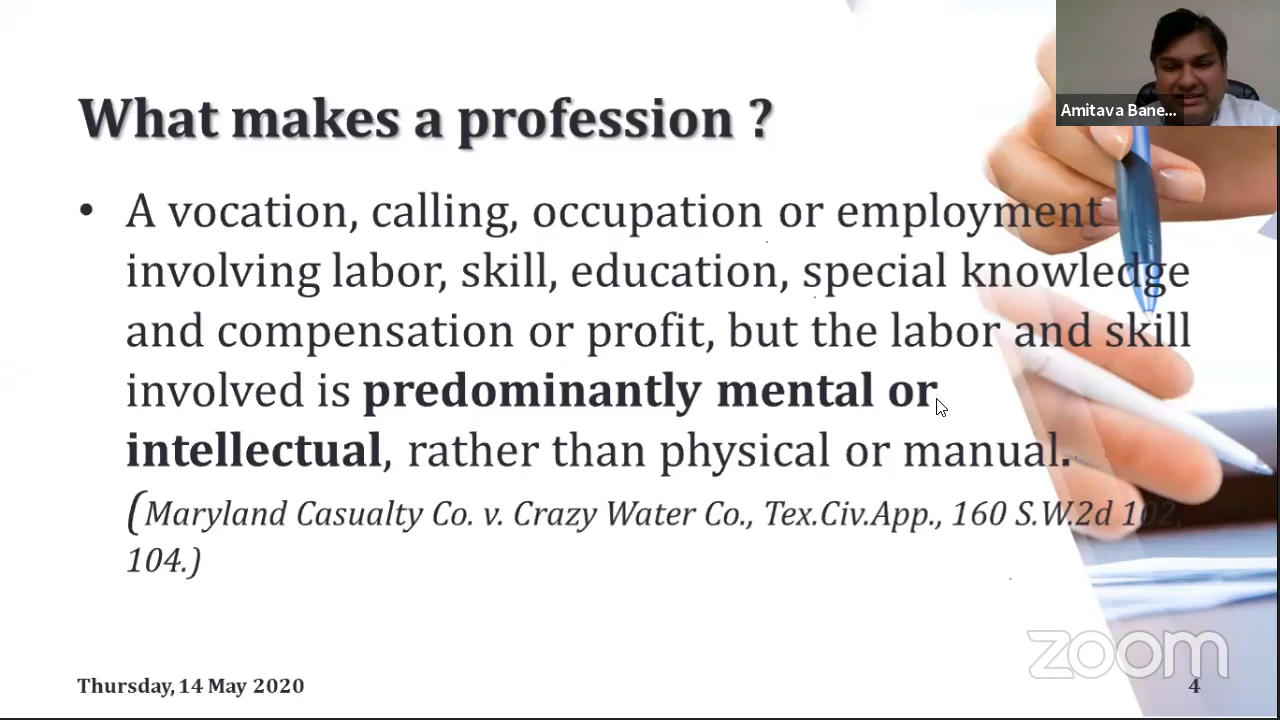 Amitava Bane...
What makes a profession ?
• A vocation, calling, occupation or employment
involving labor, skill, education, special knowledge
and compensation or profit, but the labor and skill
involved is predominantly mental or
intellectual, rather than physical or manual.
(Maryland Casualty Co. v. Crazy Water Co., Tex.Civ.App., 160 S.W.2d 102,
104.)
zoom
Thursday, 14 May 2020
4